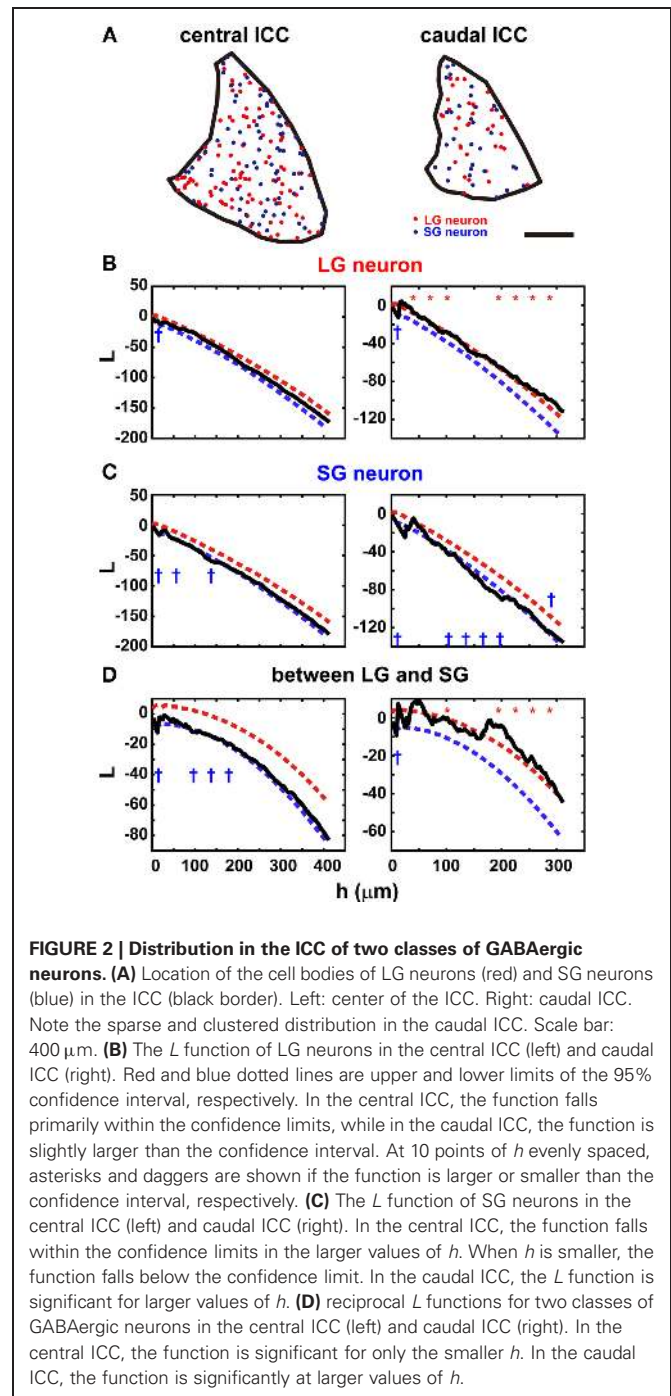 A central ICC caudal ICC
• LG neuron
• SG neuron
B LG neuron
50
0
-50
-100
-150
-200
L
†
* * * * * * *
0
-40
-80
-120
†
C SG neuron
50
0
-50
-100
-150
-200
L
† † †
0
-40
-80
-120
†
† † † † †
D between LG and SG
0
-20
-40
-60
-80
L
† † † †
0 100 200 300 400
* * * * *
0
-20
-40
-60
†
0 100 200 300
h (μm)
FIGURE 2 | Distribution in the ICC of two classes of GABAergic
neurons. (A) Location of the cell bodies of LG neurons (red) and SG neurons
(blue) in the ICC (black border). Left: center of the ICC. Right: caudal ICC.
Note the sparse and clustered distribution in the caudal ICC. Scale bar:
400 μm. (B) The L function of LG neurons in the central ICC (left) and caudal
ICC (right). Red and blue dotted lines are upper and lower limits of the 95%
confidence interval, respectively. In the central ICC, the function falls
primarily within the confidence limits, while in the caudal ICC, the function is
slightly larger than the confidence interval. At 10 points of h evenly spaced,
asterisks and daggers are shown if the function is larger or smaller than the
confidence interval, respectively. (C) The L function of SG neurons in the
central ICC (left) and caudal ICC (right). In the central ICC, the function falls
within the confidence limits in the larger values of h. When h is smaller, the
function falls below the confidence limit. In the caudal ICC, the L function is
significant for larger values of h. (D) reciprocal L functions for two classes of
GABAergic neurons in the central ICC (left) and caudal ICC (right). In the
central ICC, the function is significant for only the smaller h. In the caudal
ICC, the function is significantly at larger values of h.